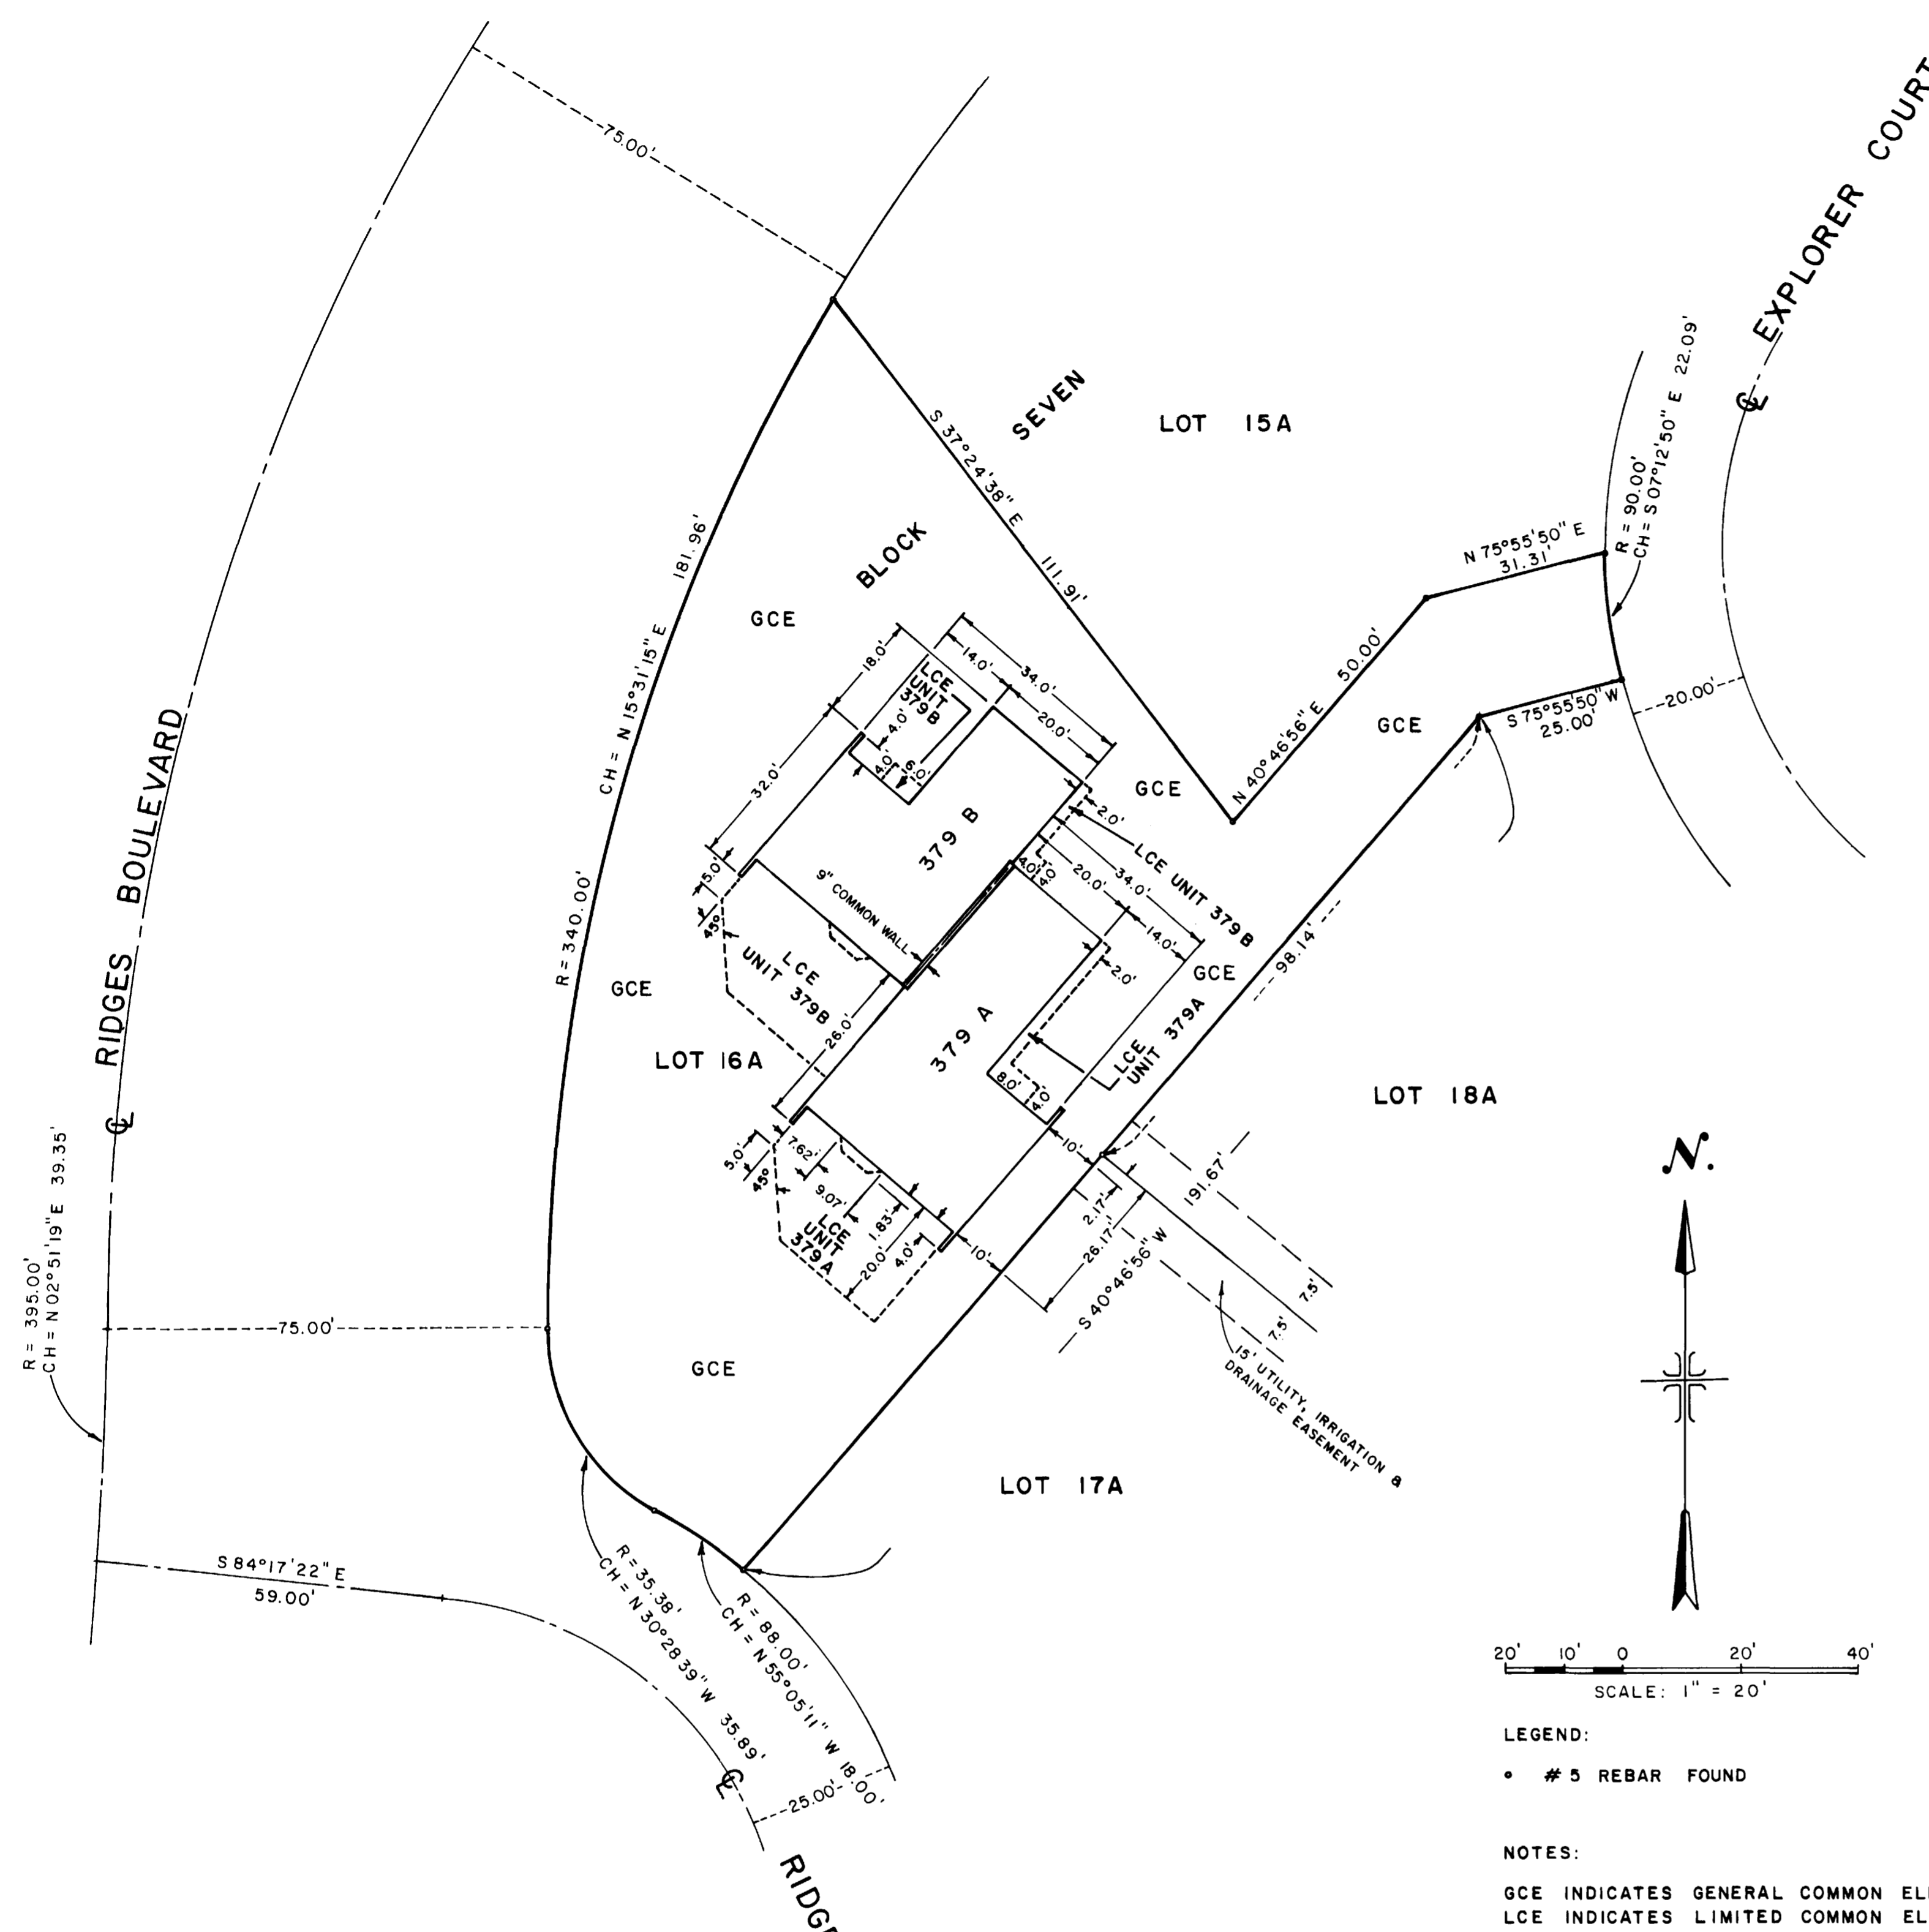 75.00'
EXPLORER COURT
℄
SEVEN
LOT 15A
BLOCK
S 37°24'38" E 111.91'
R = 90.00'
CH = S 07°12'50" E 22.09'
N 75°55'50" E
31.31'
S 75°55'50" W
25.00'
20.00'
N 40°46'56" E 50.00'
GCE
GCE
GCE
CH = N 15°31'15" E 181.96'
R = 340.00'
RIDGES BOULEVARD
℄
18.0'
14.0'
34.0'
20.0'
LCE
UNIT
379B
4.0'
4.0'
6.0'
32.0'
379 B
2.0'
LCE UNIT 379B
5.0'
45°
9" COMMON WALL
4.0'
4.0'
20.0'
34.0'
14.0'
GCE
2.0'
LCE
UNIT 379B
GCE
26.0'
379 A
LCE
UNIT 379A
8.0'
4.0'
98.14'
LOT 16A
LOT 18A
5.0'
45°
7.62'
9.07'
1.83'
20.0'
4.0'
LCE
UNIT
379A
10'
10'
2.17'
26.17'
191.67'
S 40°46'56" W
7.5'
7.5'
15' UTILITY, IRRIGATION &
DRAINAGE EASEMENT
N.
R = 395.00'
CH = N 02°51'19" E 39.35'
75.00'
GCE
LOT 17A
S 84°17'22" E
59.00'
R = 35.38'
CH = N 30°28'39" W 35.89'
R = 88.00'
CH = N 55°05'11" W 18.00'
℄
25.00'
RIDGE
20' 10' 0 20' 40'
SCALE: 1" = 20'
LEGEND:
# 5 REBAR FOUND
NOTES:
GCE INDICATES GENERAL COMMON EL
LCE INDICATES LIMITED COMMON EL